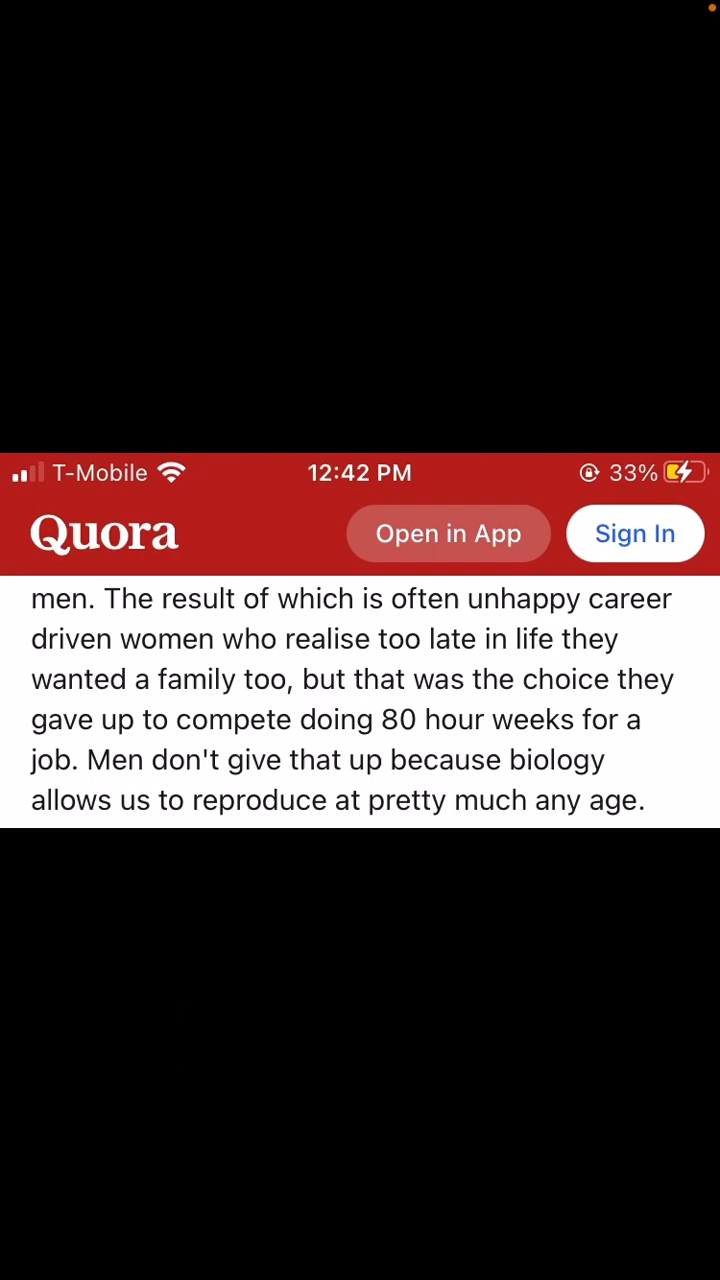 T-Mobile 12:42 PM 33%
Quora Open in App Sign In
men. The result of which is often unhappy career
driven women who realise too late in life they
wanted a family too, but that was the choice they
gave up to compete doing 80 hour weeks for a
job. Men don't give that up because biology
allows us to reproduce at pretty much any age.